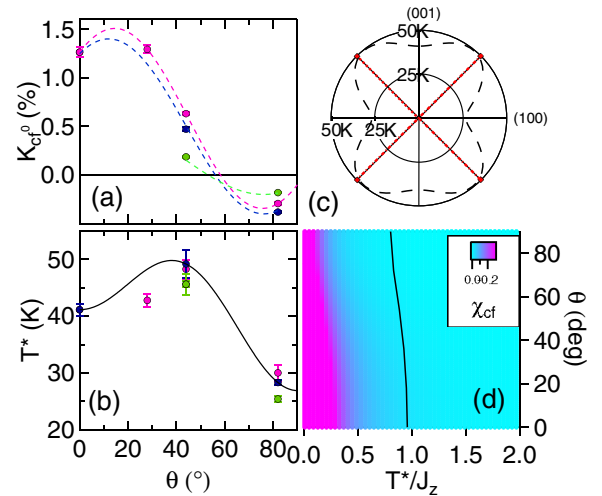 1.5
1.0
0.5
0.0
K_cf^0 (%)
(a)
50
40
30
20
T* (K)
(b)
0
20
40
60
80
θ (°)
(001)
50K
25K
(100)
50K
25K
(c)
0.00.2
χ_cf
(d)
80
60
40
20
0
θ (deg)
0.0
0.5
1.0
1.5
2.0
T*/J_z